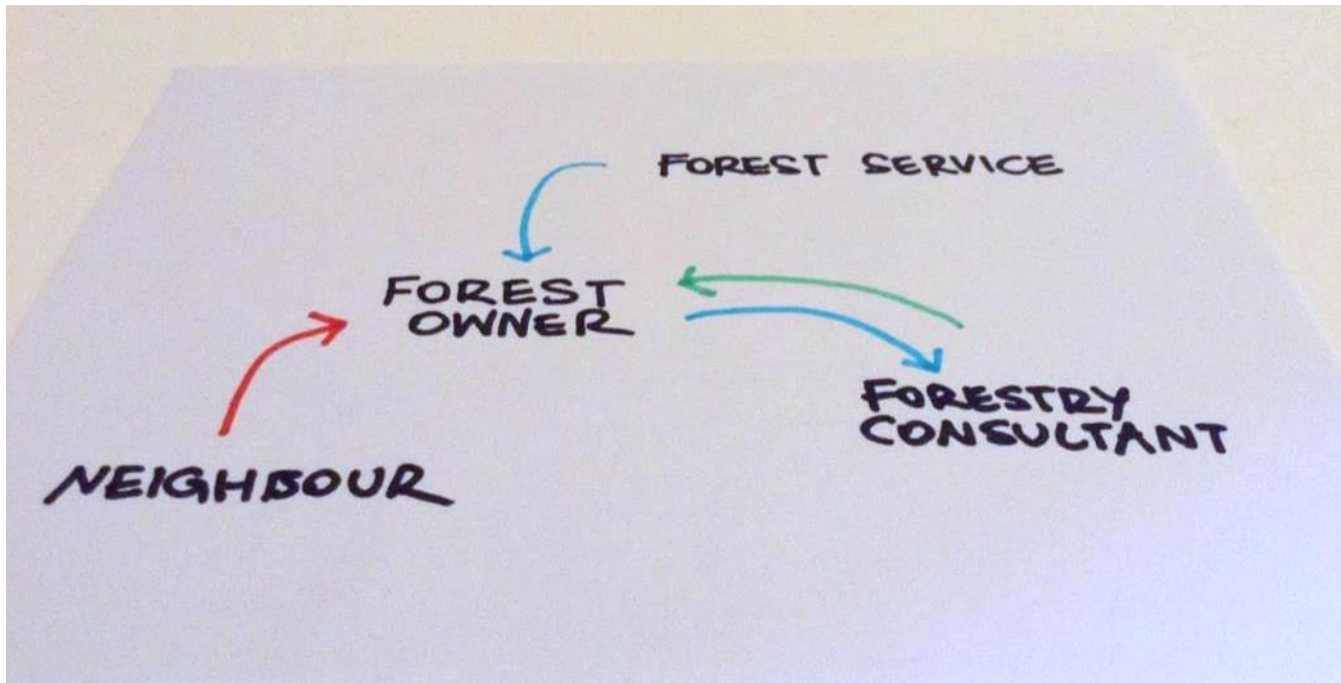 FOREST SERVICE
FOREST
OWNER
FORESTRY
CONSULTANT
NEIGHBOUR